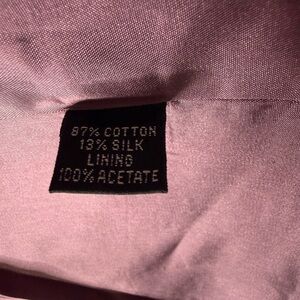 87% COTTON
13% SILK
LINING
100% ACETATE